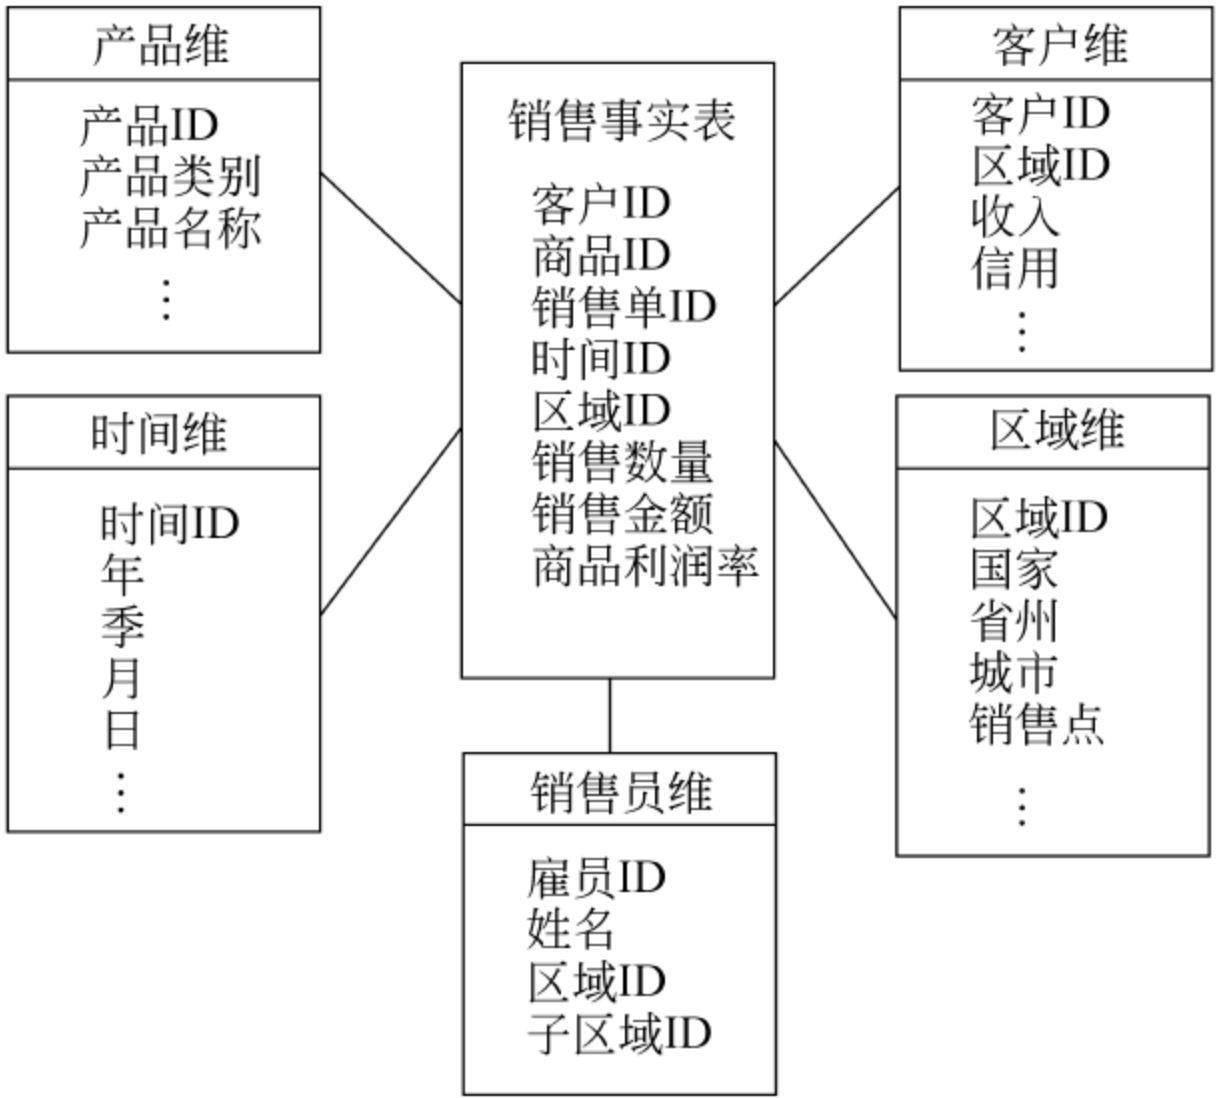 产品维
产品ID
产品类别
产品名称
⋮
销售事实表
客户ID
商品ID
销售单ID
时间ID
区域ID
销售数量
销售金额
商品利润率
客户维
客户ID
区域ID
收入
信用
⋮
时间维
时间ID
年
季
月
日
⋮
区域维
区域ID
国家
省州
城市
销售点
⋮
销售员维
雇员ID
姓名
区域ID
子区域ID